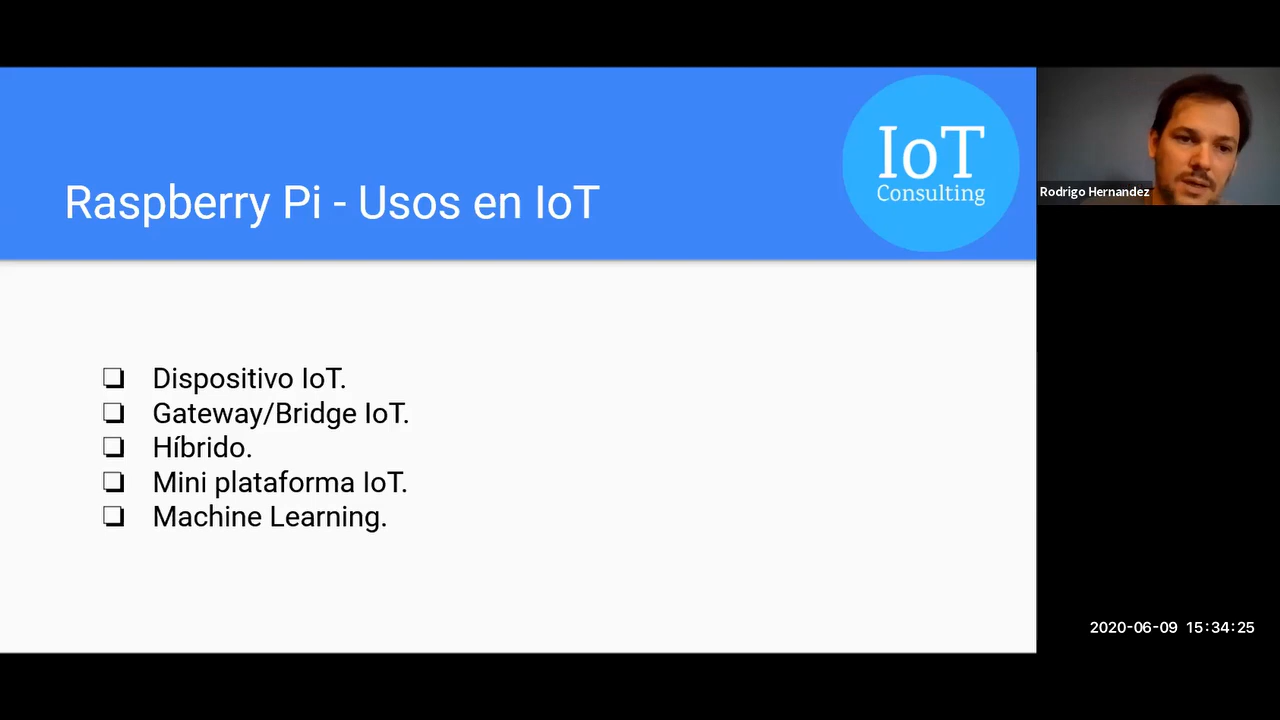 IoT
Consulting
Raspberry Pi - Usos en IoT
Rodrigo Hernandez
Dispositivo IoT.
Gateway/Bridge IoT.
Híbrido.
Mini plataforma IoT.
Machine Learning.
2020-06-09 15:34:25